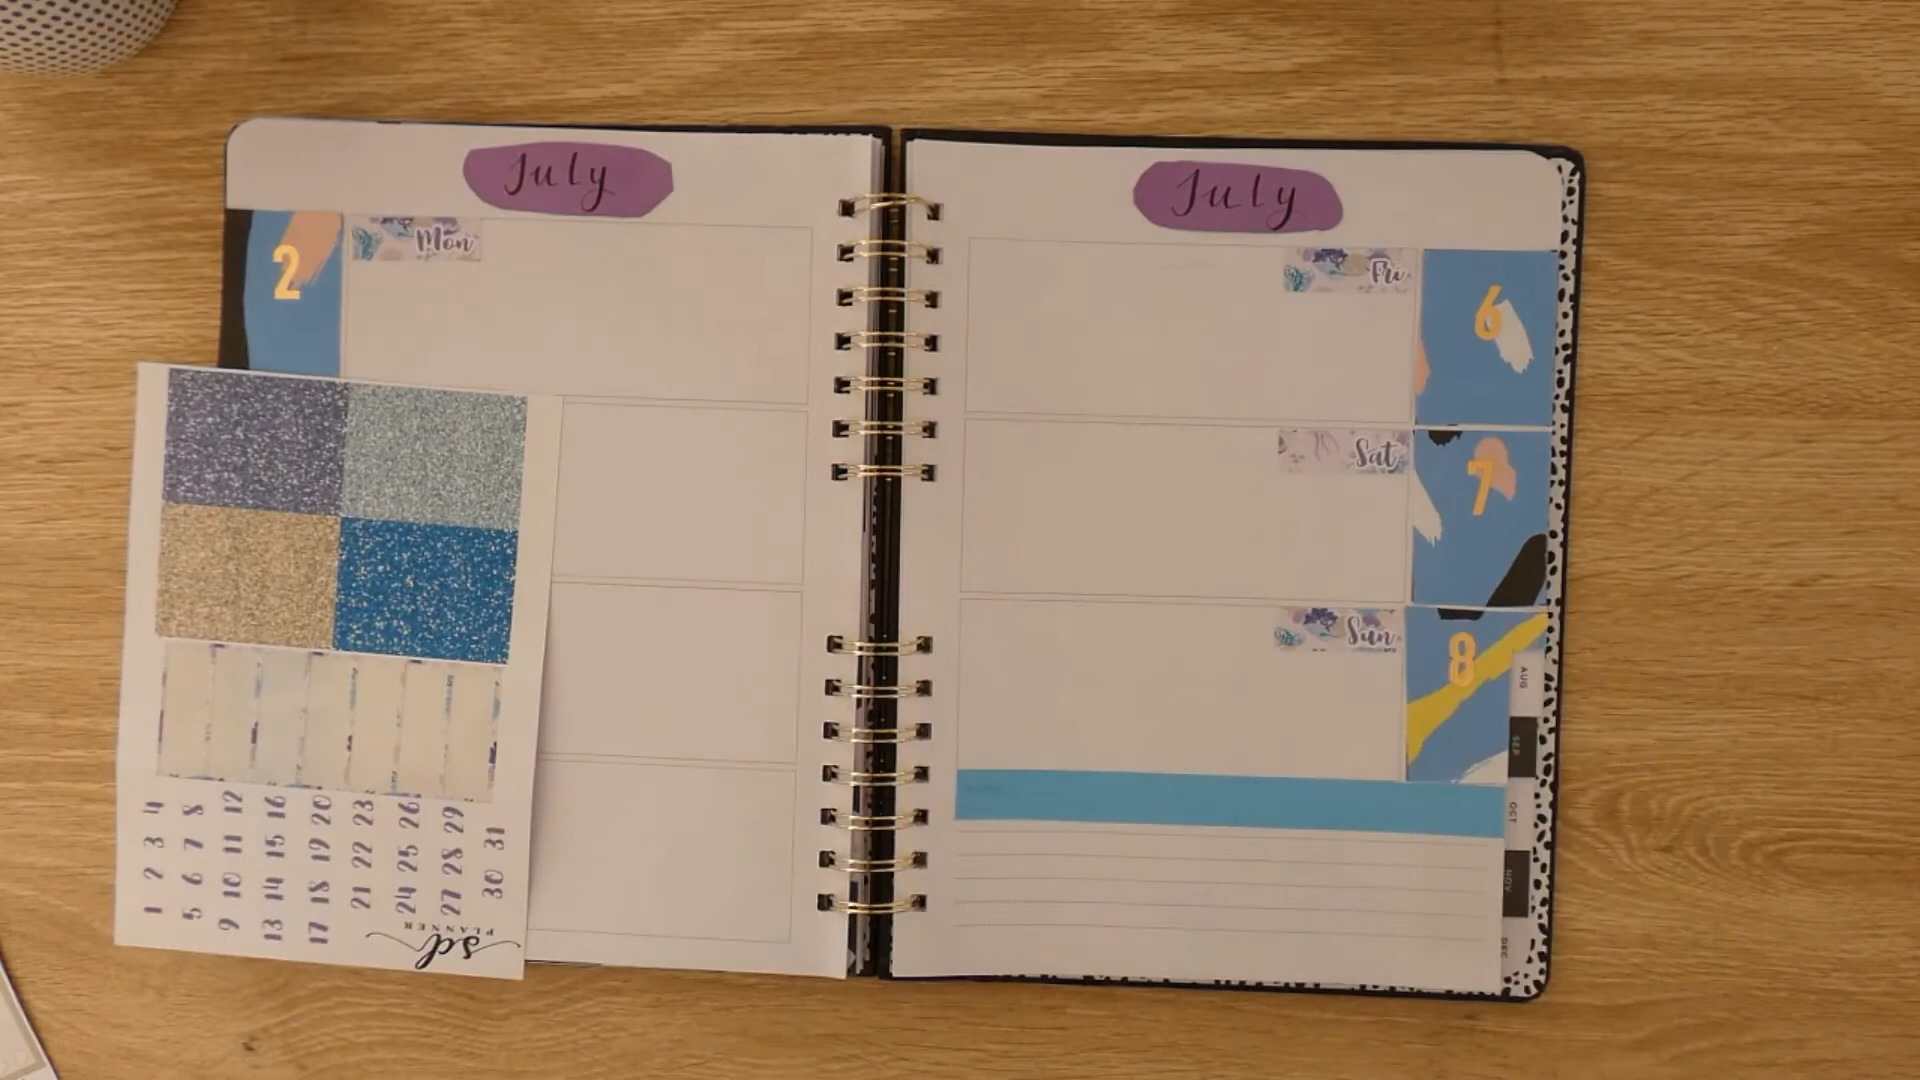 July
2 Mon
July
Fri 6
Sat 7
Sun 8
AUG
SEP
OCT
NOV
DEC
1 2 3 4
5 6 7 8
9 10 11 12
13 14 15 16
17 18 19 20
21 22 23
24 25 26
27 28 29
30 31
sd
PLANNER